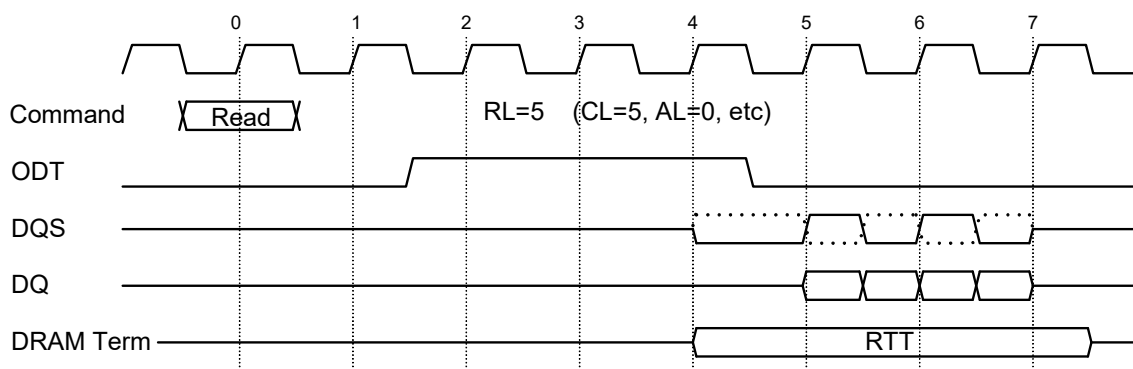 0 1 2 3 4 5 6 7
Command Read RL=5 (CL=5, AL=0, etc)
ODT
DQS
DQ
DRAM Term RTT